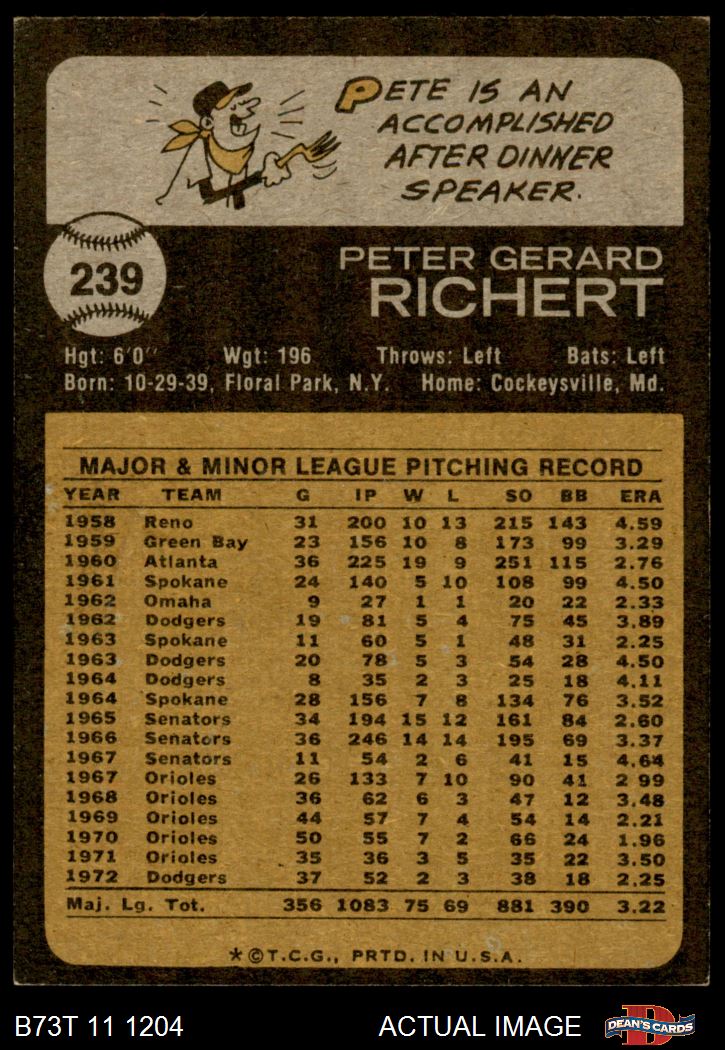 PETE IS AN
ACCOMPLISHED
AFTER DINNER
SPEAKER.
239
PETER GERARD
RICHERT
Hgt: 6'0" Wgt: 196 Throws: Left Bats: Left
Born: 10-29-39, Floral Park, N.Y. Home: Cockeysville, Md.
MAJOR & MINOR LEAGUE PITCHING RECORD
YEAR TEAM G IP W L SO BB ERA
1958 Reno 31 200 10 13 215 143 4.59
1959 Green Bay 23 156 10 8 173 99 3.29
1960 Atlanta 36 225 19 9 251 115 2.76
1961 Spokane 24 140 5 10 108 99 4.50
1962 Omaha 9 27 1 1 20 22 2.33
1962 Dodgers 19 81 5 4 75 45 3.89
1963 Spokane 11 60 5 1 48 31 2.25
1963 Dodgers 20 78 5 3 54 28 4.50
1964 Dodgers 8 35 2 3 25 18 4.11
1964 Spokane 28 156 7 8 134 76 3.52
1965 Senators 34 194 15 12 161 84 2.60
1966 Senators 36 246 14 14 195 69 3.37
1967 Senators 11 54 2 6 41 15 4.64
1967 Orioles 26 133 7 10 90 41 2 99
1968 Orioles 36 62 6 3 47 12 3.48
1969 Orioles 44 57 7 4 54 14 2.21
1970 Orioles 50 55 7 2 66 24 1.96
1971 Orioles 35 36 3 5 35 22 3.50
1972 Dodgers 37 52 2 3 38 18 2.25
Maj. Lg. Tot. 356 1083 75 69 881 390 3.22
*©T.C.G., PRTD. IN U.S.A.
B73T 11 1204 ACTUAL IMAGE
D
DEAN'S CARDS